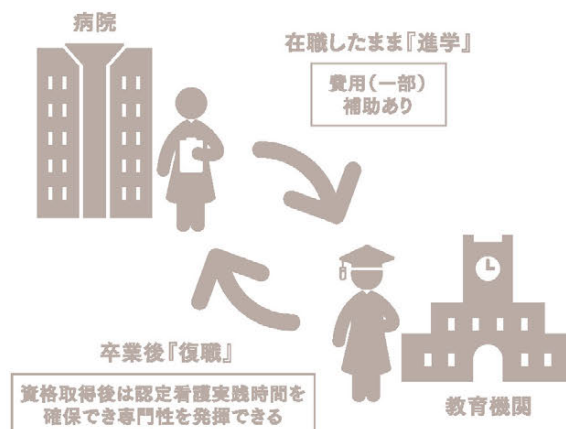 病院
在職したまま『進学』
費用(一部)
補助あり
卒業後『復職』
資格取得後は認定看護実践時間を
確保でき専門性を発揮できる
教育機関